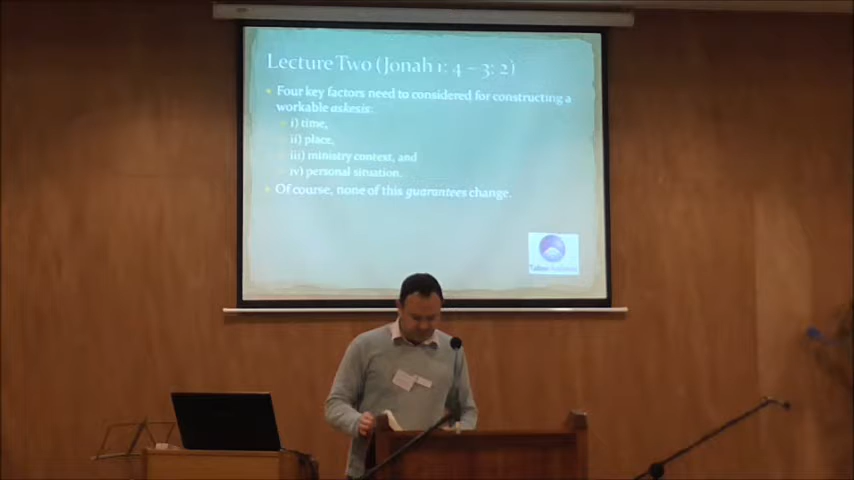 Lecture Two (Jonah 1: 4 – 3: 2)
Four key factors need to considered for constructing a
workable askesis:
i) time,
ii) place,
iii) ministry context, and
iv) personal situation.
Of course, none of this guarantees change.